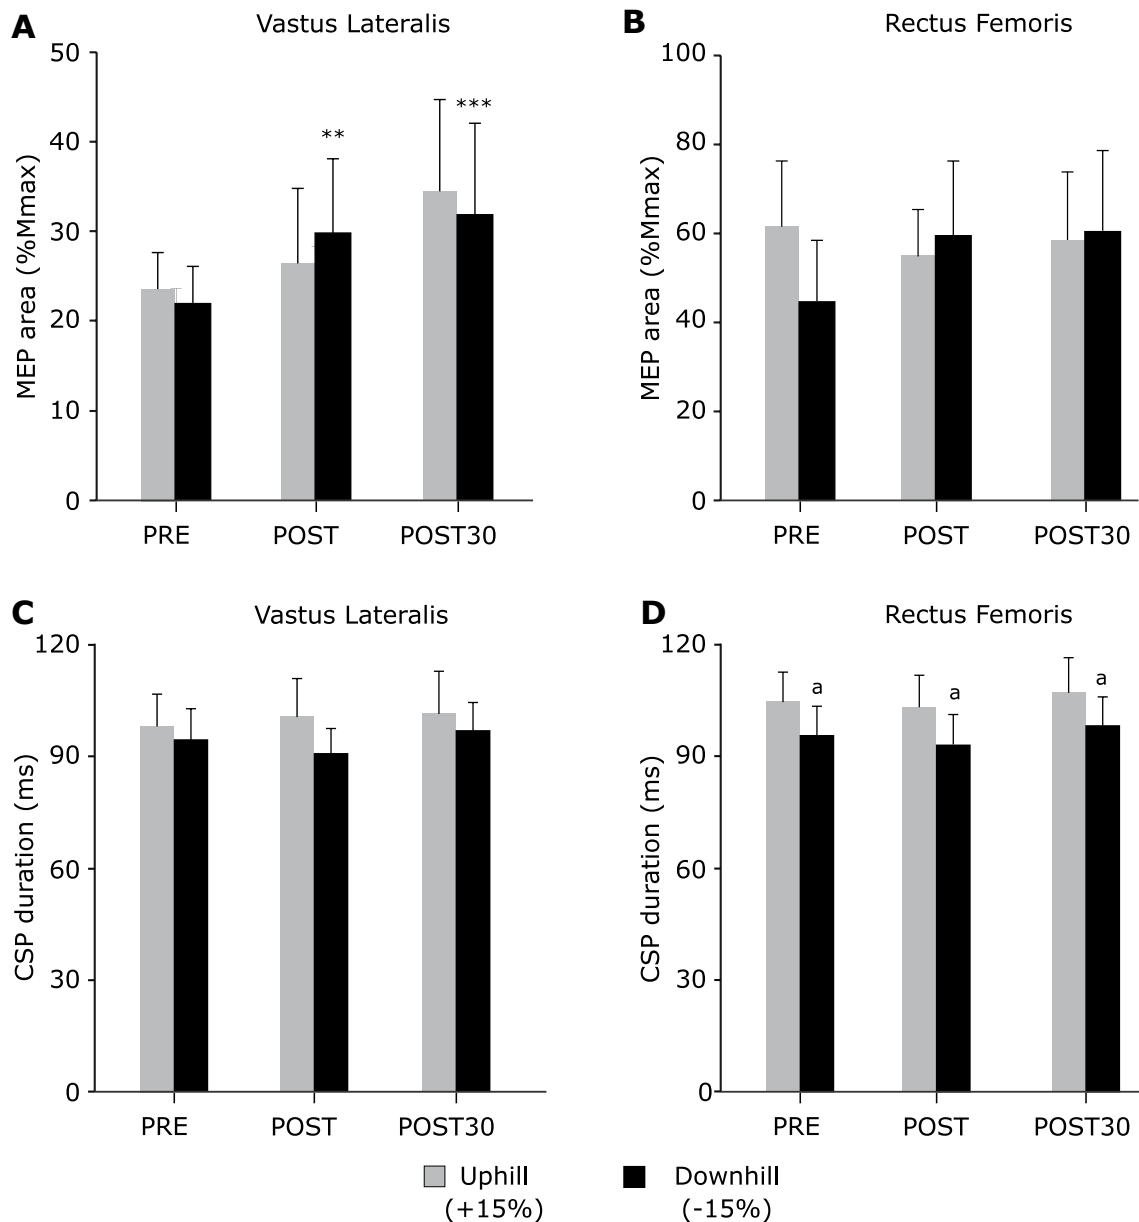 A
Vastus Lateralis
MEP area (%Mmax)
50
40
30
20
10
0
**
***
PRE
POST
POST30
B
Rectus Femoris
MEP area (%Mmax)
100
80
60
40
20
0
PRE
POST
POST30
C
Vastus Lateralis
CSP duration (ms)
120
90
60
30
0
PRE
POST
POST30
D
Rectus Femoris
CSP duration (ms)
120
90
60
30
0
a
a
a
PRE
POST
POST30
Uphill
(+15%)
Downhill
(-15%)